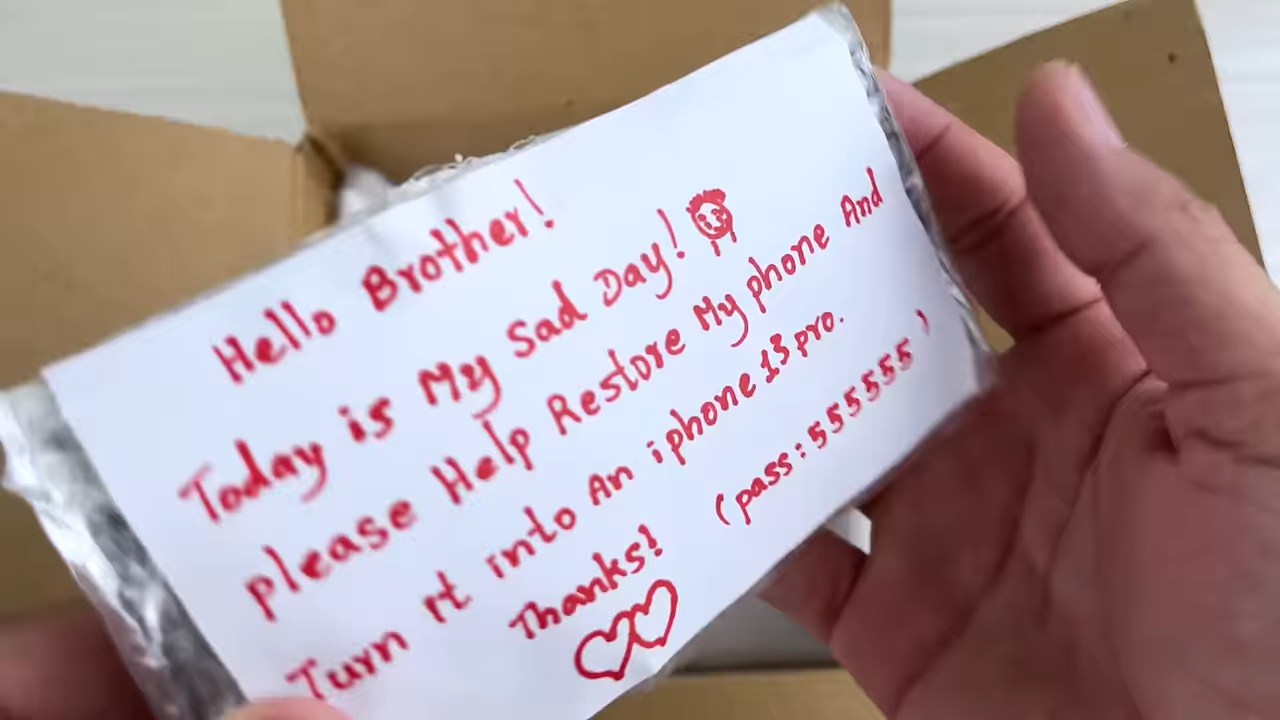 Hello Brother!
Today is My Sad Day!
please Help Restore My phone And
Turn it into An iphone 13 pro.
Thanks! (pass: 555555)